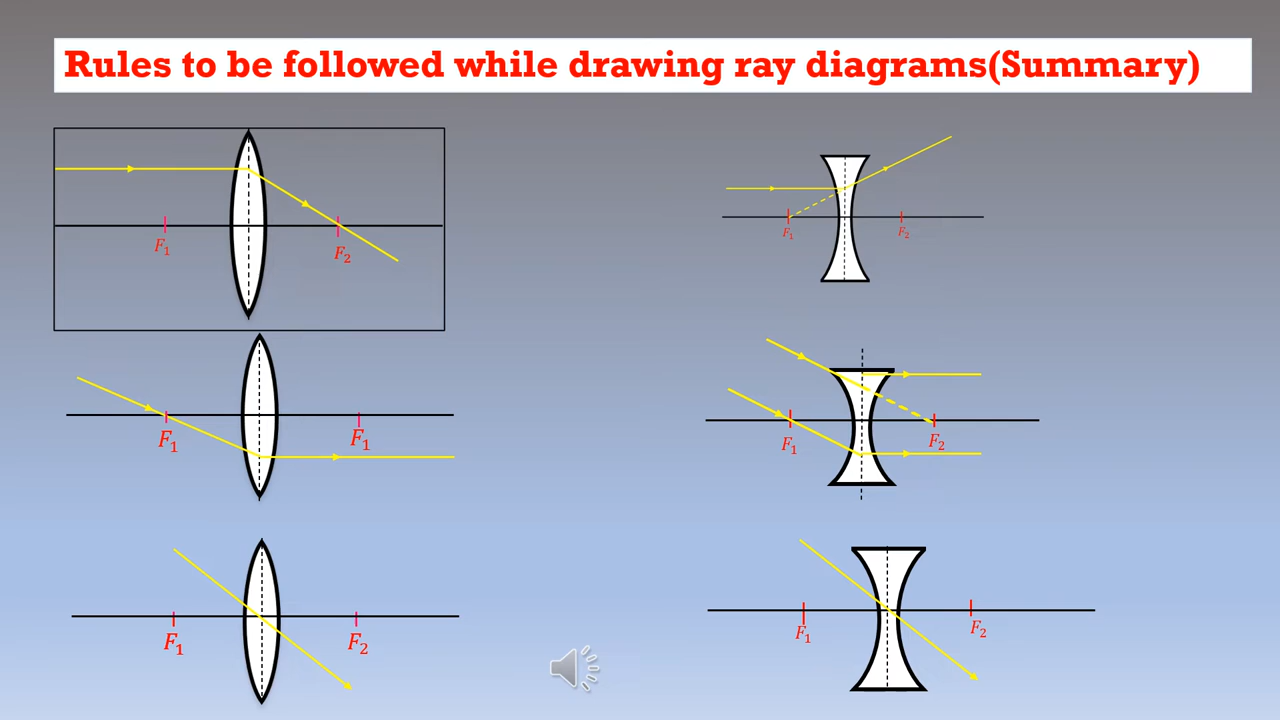 Rules to be followed while drawing ray diagrams(Summary)
F₁ F₂
F₁ F₂
F₁ F₁
F₁ F₂
F₁ F₂
F₁ F₂